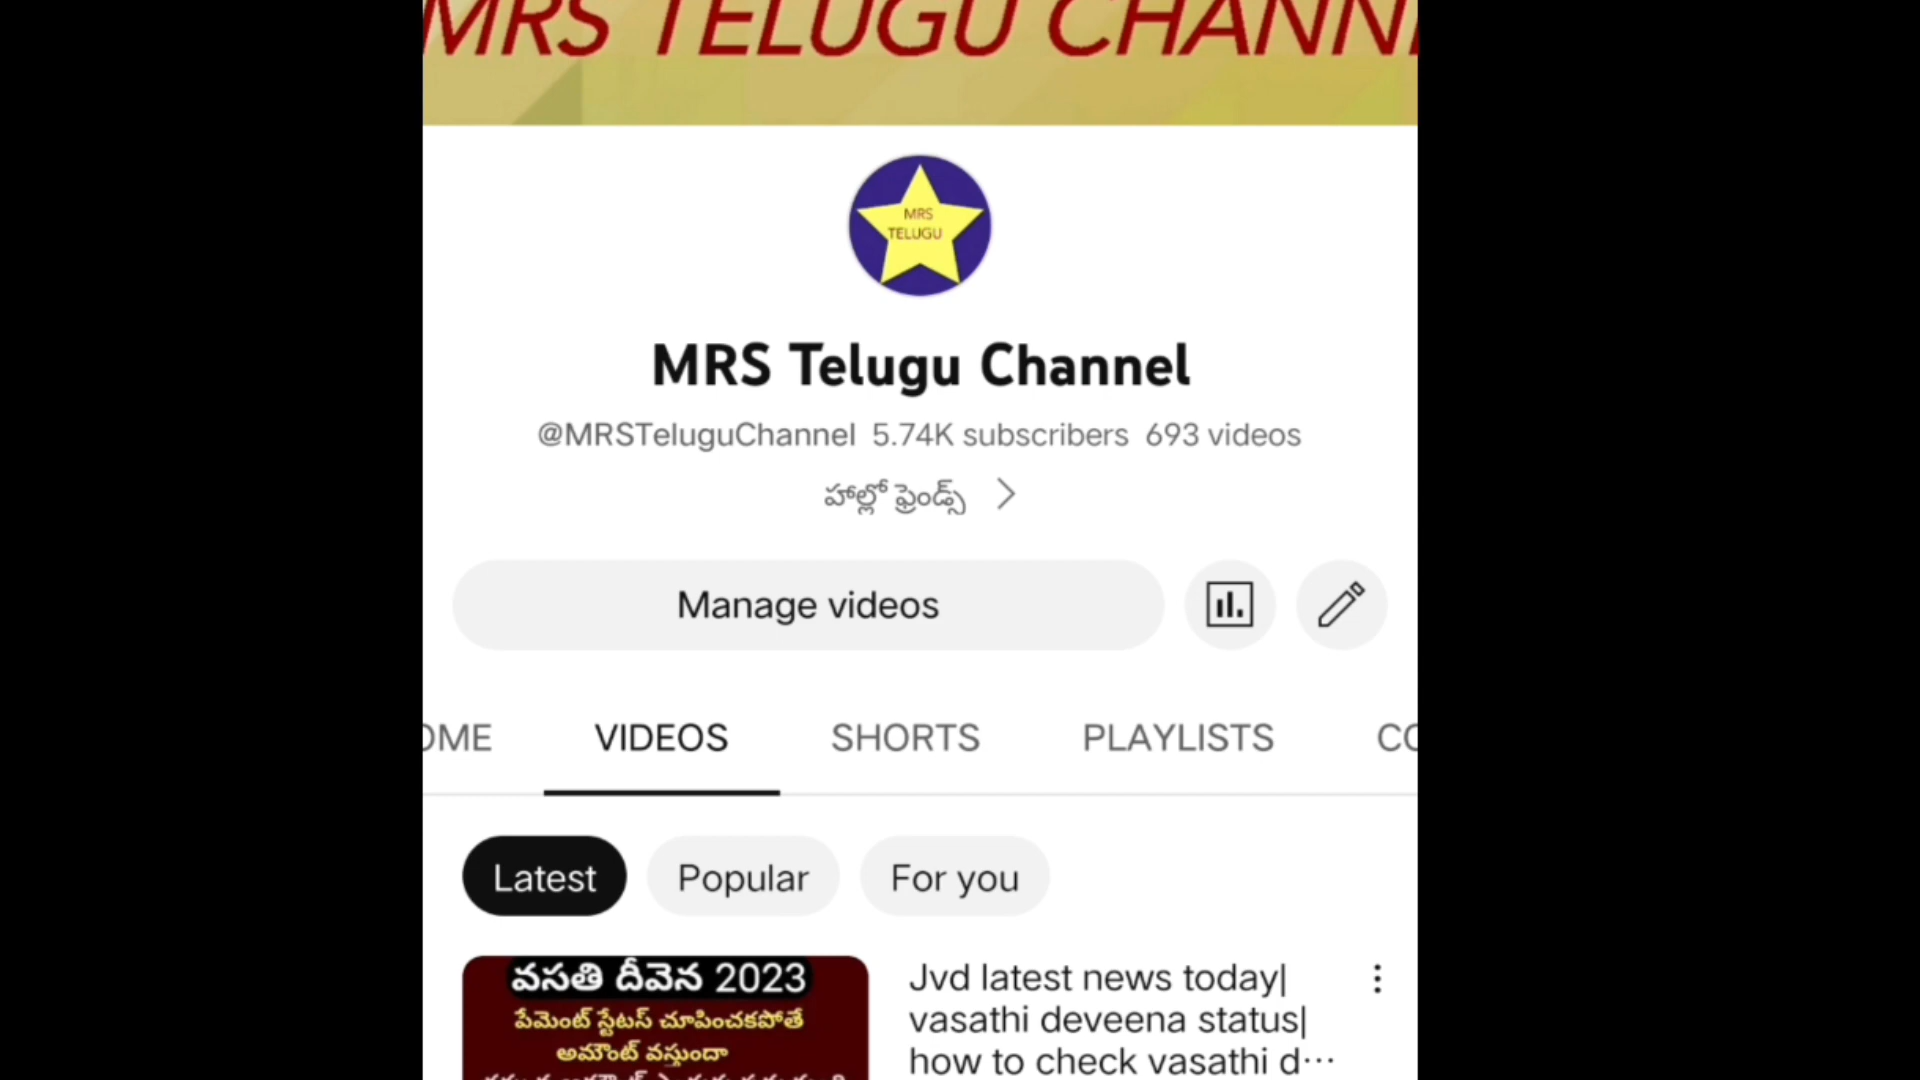 MRS TELUGU CHANN
MRS
TELUGU
MRS Telugu Channel
@MRSTeluguChannel 5.74K subscribers 693 videos
హాల్లో ఫ్రెండ్స్
Manage videos
OME VIDEOS SHORTS PLAYLISTS CO
Latest Popular For you
వసతి దీవెన 2023
పేమెంట్ స్టేటస్ చూపించకపోతే
అమౌంట్ వస్తుందా
Jvd latest news today|
vasathi deveena status|
how to check vasathi d...